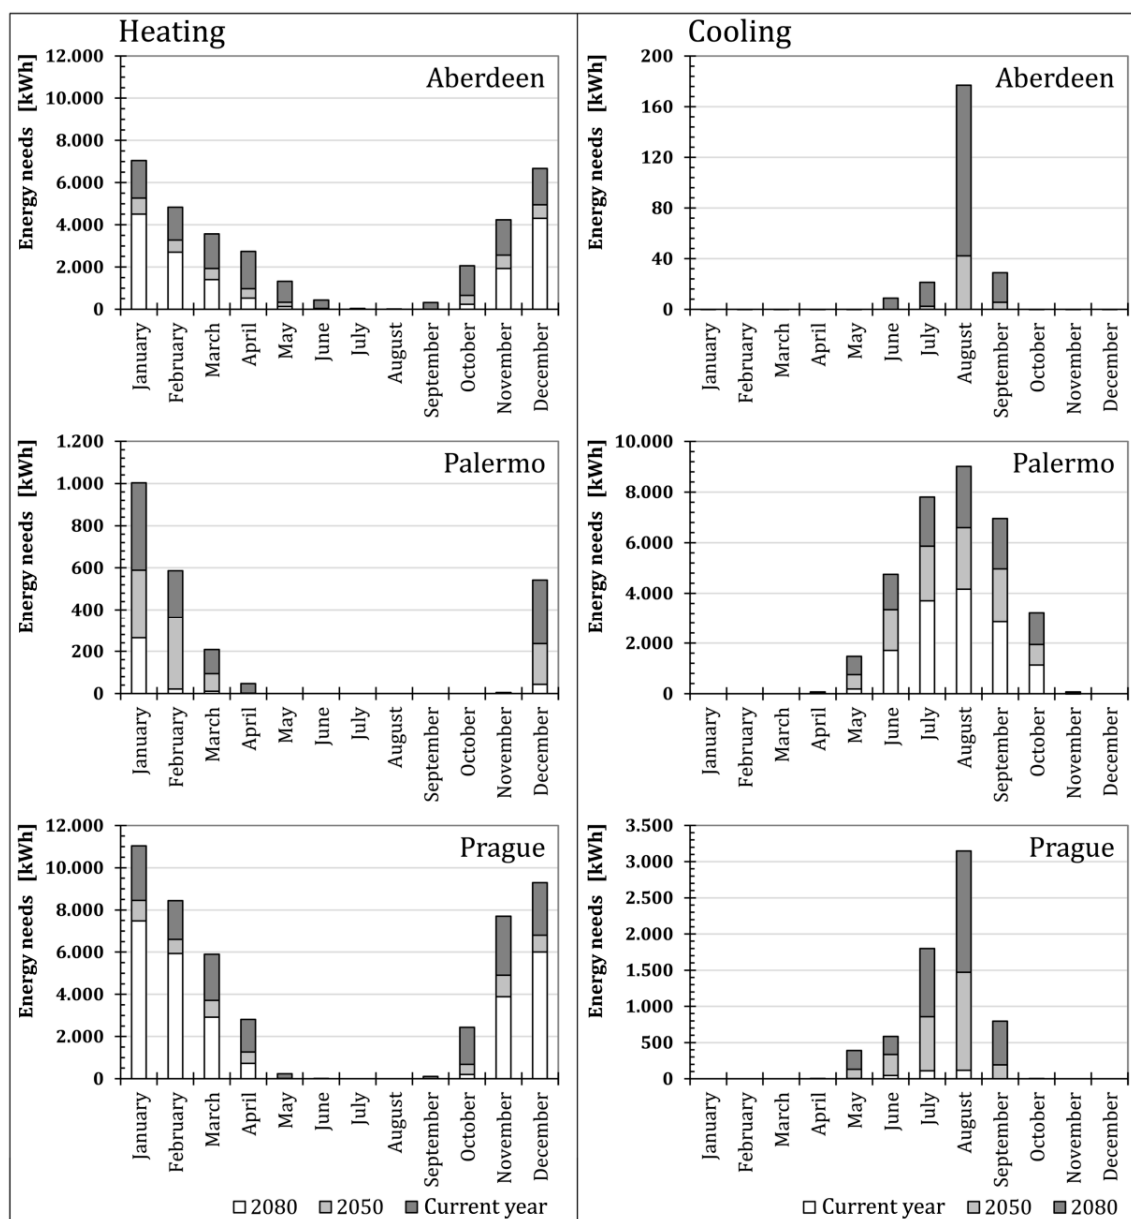 Heating
Energy needs [kWh]
Aberdeen
12.000
10.000
8.000
6.000
4.000
2.000
0
January
February
March
April
May
June
July
August
September
October
November
December
Energy needs [kWh]
Palermo
1.200
1.000
800
600
400
200
0
January
February
March
April
May
June
July
August
September
October
November
December
Energy needs [kWh]
Prague
12.000
10.000
8.000
6.000
4.000
2.000
0
January
February
March
April
May
June
July
August
September
October
November
December
2080 2050 Current year
Cooling
Energy needs [kWh]
Aberdeen
200
160
120
80
40
0
January
February
March
April
May
June
July
August
September
October
November
December
Energy needs [kWh]
Palermo
10.000
8.000
6.000
4.000
2.000
0
January
February
March
April
May
June
July
August
September
October
November
December
Energy needs [kWh]
Prague
3.500
3.000
2.500
2.000
1.500
1.000
500
0
January
February
March
April
May
June
July
August
September
October
November
December
Current year 2050 2080